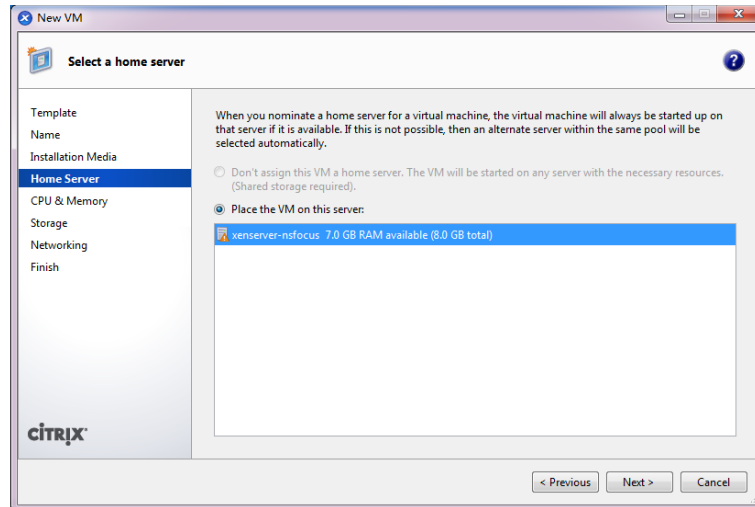 New VM
Select a home server
?
Template
Name
Installation Media
Home Server
CPU & Memory
Storage
Networking
Finish
When you nominate a home server for a virtual machine, the virtual machine will always be started up on
that server if it is available. If this is not possible, then an alternate server within the same pool will be
selected automatically.
Don't assign this VM a home server. The VM will be started on any server with the necessary resources.
(Shared storage required).
Place the VM on this server:
xenserver-nsfocus 7.0 GB RAM available (8.0 GB total)
CİTRIX
< Previous
Next >
Cancel